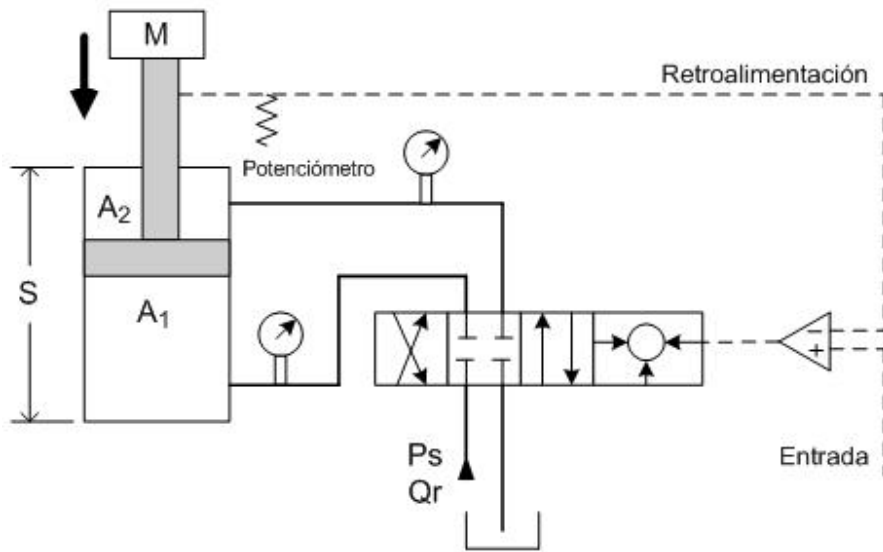 M
Retroalimentación
Potenciómetro
A2
S
A1
− +
Ps
Qr
Entrada